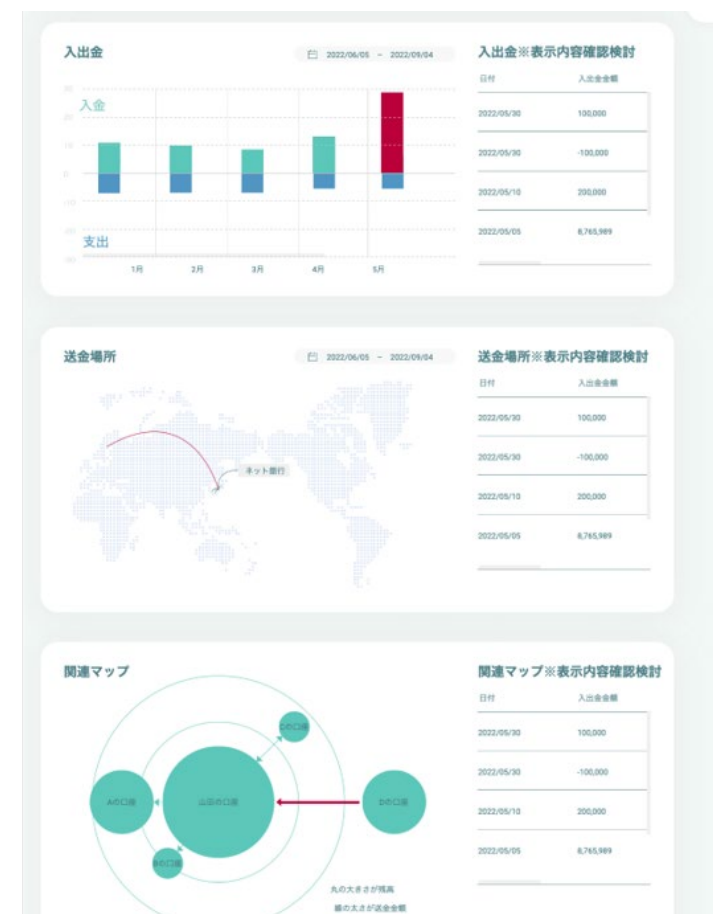 入出金
2022/06/05 － 2022/09/04
入出金※表示内容確認検討
日付 入出金金額
30
入金
20
10
0
-10
-20
支出
-30
1月 2月 3月 4月 5月
2022/05/30 100,000
2022/05/30 -100,000
2022/05/10 200,000
2022/05/05 8,765,989
送金場所
2022/06/05 － 2022/09/04
ネット銀行
送金場所※表示内容確認検討
日付 入出金金額
2022/05/30 100,000
2022/05/30 -100,000
2022/05/10 200,000
2022/05/05 8,765,989
関連マップ
Cの口座
Aの口座
山田の口座
Dの口座
Bの口座
丸の大きさが残高
線の太さが送金金額
関連マップ※表示内容確認検討
日付 入出金金額
2022/05/30 100,000
2022/05/30 -100,000
2022/05/10 200,000
2022/05/05 8,765,989